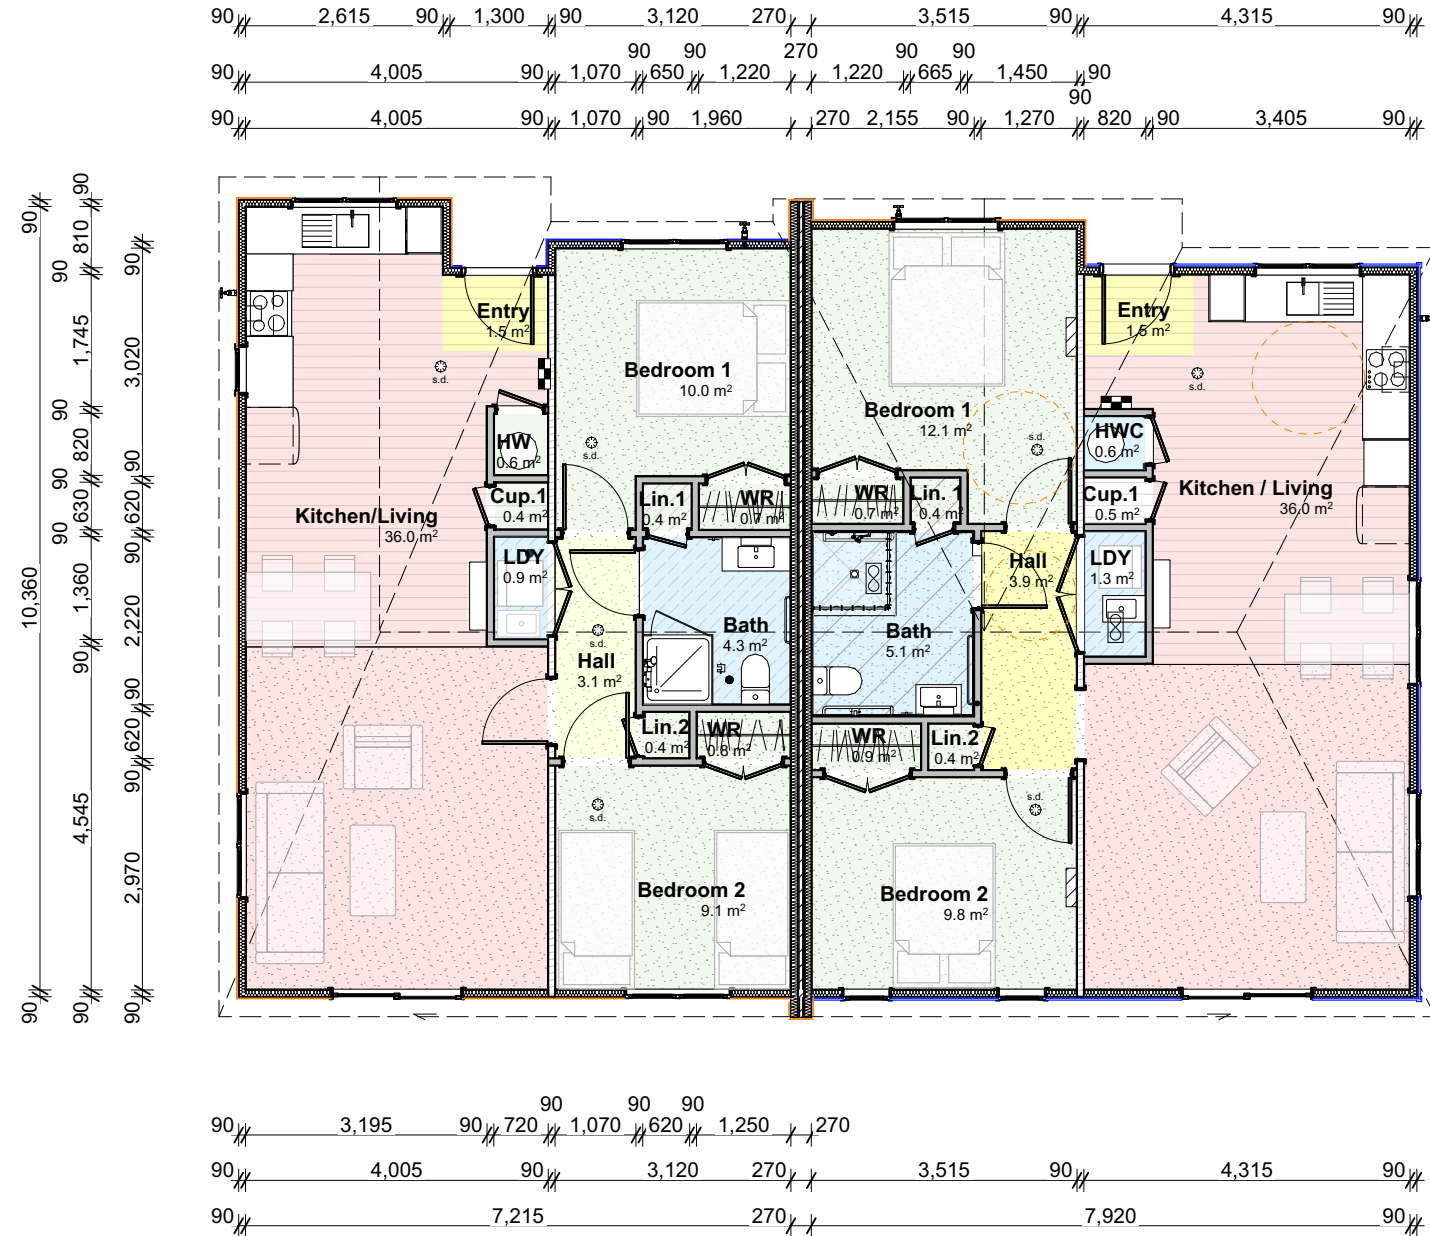 90 2,615 90 1,300 90 3,120 270 3,515 90 4,315 90
90 90 270 90 90
90 4,005 90 1,070 650 1,220 1,220 665 1,450 90
90
90 4,005 90 1,070 90 1,960 270 2,155 90 1,270 820 90 3,405 90
90
90
810
90
90
1,745
3,020
90
820
90
90
630
620
90
90
10,360
1,360
2,220
90
90
620
90
4,545
2,970
90
90
90
Entry
1.5 m²
s.d.
Bedroom 1
10.0 m²
s.d.
HW
0.6 m²
Cup.1
0.4 m²
Kitchen/Living
36.0 m²
LDY
0.9 m²
Lin.1
0.4 m²
WR
0.7 m²
Bath
4.3 m²
s.d.
Hall
3.1 m²
Lin.2
0.4 m²
WR
0.8 m²
s.d.
Bedroom 2
9.1 m²
Entry
1.5 m²
s.d.
Bedroom 1
12.1 m²
s.d.
HWC
0.6 m²
Cup.1
0.5 m²
Kitchen / Living
36.0 m²
WR
0.7 m²
Lin. 1
0.4 m²
Hall
3.9 m²
LDY
1.3 m²
Bath
5.1 m²
WR
0.9 m²
Lin.2
0.4 m²
s.d.
Bedroom 2
9.8 m²
90 90 90
90 3,195 90 720 1,070 620 1,250 270
90 4,005 90 3,120 270 3,515 90 4,315 90
90 7,215 270 7,920 90